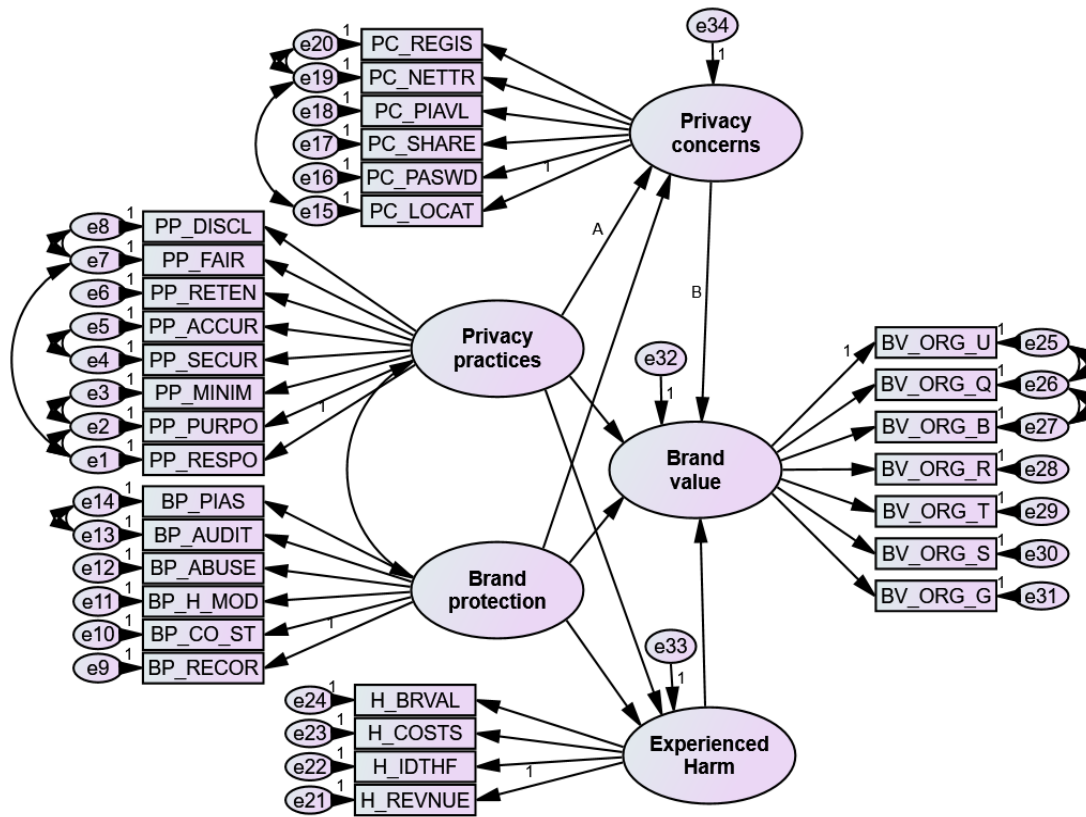 e34
1
e20 1 PC_REGIS
e19 1 PC_NETTR
e18 1 PC_PIAVL
e17 1 PC_SHARE
e16 1 PC_PASWD 1
e15 1 PC_LOCAT
Privacy
concerns
e8 1 PP_DISCL
e7 1 PP_FAIR
e6 1 PP_RETEN
e5 1 PP_ACCUR
e4 1 PP_SECUR
e3 1 PP_MINIM
e2 1 PP_PURPO 1
e1 1 PP_RESPO
Privacy
practices
A
B
e14 1 BP_PIAS
e13 1 BP_AUDIT
e12 1 BP_ABUSE
e11 1 BP_H_MOD
e10 1 BP_CO_ST 1
e9 1 BP_RECOR
Brand
protection
e32
1
Brand
value
1 BV_ORG_U 1 e25
BV_ORG_Q 1 e26
BV_ORG_B 1 e27
BV_ORG_R 1 e28
BV_ORG_T 1 e29
BV_ORG_S 1 e30
BV_ORG_G 1 e31
e33
1
e24 1 H_BRVAL
e23 1 H_COSTS
e22 1 H_IDTHF 1
e21 1 H_REVNUE
Experienced
Harm